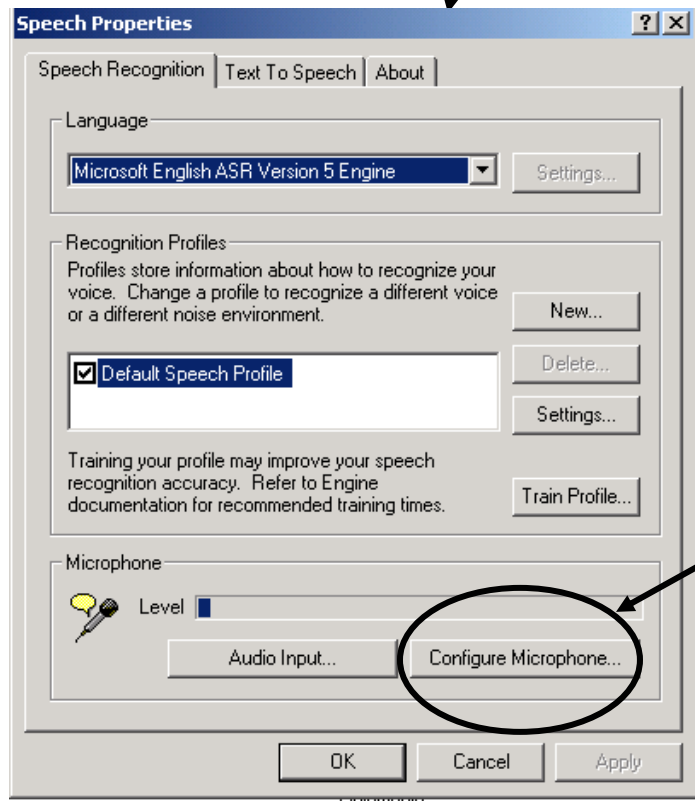 Speech Properties
Speech Recognition Text To Speech About
Language
Microsoft English ASR Version 5 Engine Settings...
Recognition Profiles
Profiles store information about how to recognize your
voice. Change a profile to recognize a different voice
or a different noise environment.
New...
Default Speech Profile
Delete...
Settings...
Training your profile may improve your speech
recognition accuracy. Refer to Engine
documentation for recommended training times.
Train Profile...
Microphone
Level
Audio Input... Configure Microphone...
OK Cancel Apply